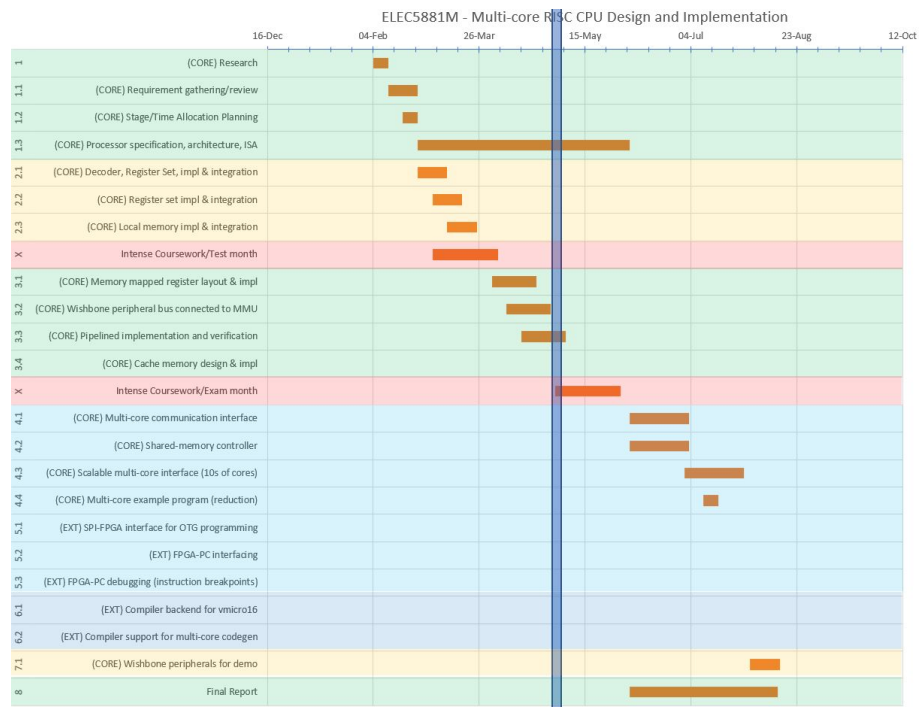 ELEC5881M - Multi-core RISC CPU Design and Implementation
16-Dec 04-Feb 26-Mar 15-May 04-Jul 23-Aug 12-Oct
1 (CORE) Research
1.1 (CORE) Requirement gathering/review
1.2 (CORE) Stage/Time Allocation Planning
1.3 (CORE) Processor specification, architecture, ISA
2.1 (CORE) Decoder, Register Set, impl & integration
2.2 (CORE) Register set impl & integration
2.3 (CORE) Local memory impl & integration
X Intense Coursework/Test month
3.1 (CORE) Memory mapped register layout & impl
3.2 (CORE) Wishbone peripheral bus connected to MMU
3.3 (CORE) Pipelined implementation and verification
3.4 (CORE) Cache memory design & impl
X Intense Coursework/Exam month
4.1 (CORE) Multi-core communication interface
4.2 (CORE) Shared-memory controller
4.3 (CORE) Scalable multi-core interface (10s of cores)
4.4 (CORE) Multi-core example program (reduction)
5.1 (EXT) SPI-FPGA interface for OTG programming
5.2 (EXT) FPGA-PC interfacing
5.3 (EXT) FPGA-PC debugging (instruction breakpoints)
6.1 (EXT) Compiler backend for vmicro16
6.2 (EXT) Compiler support for multi-core codegen
7.1 (CORE) Wishbone peripherals for demo
8 Final Report